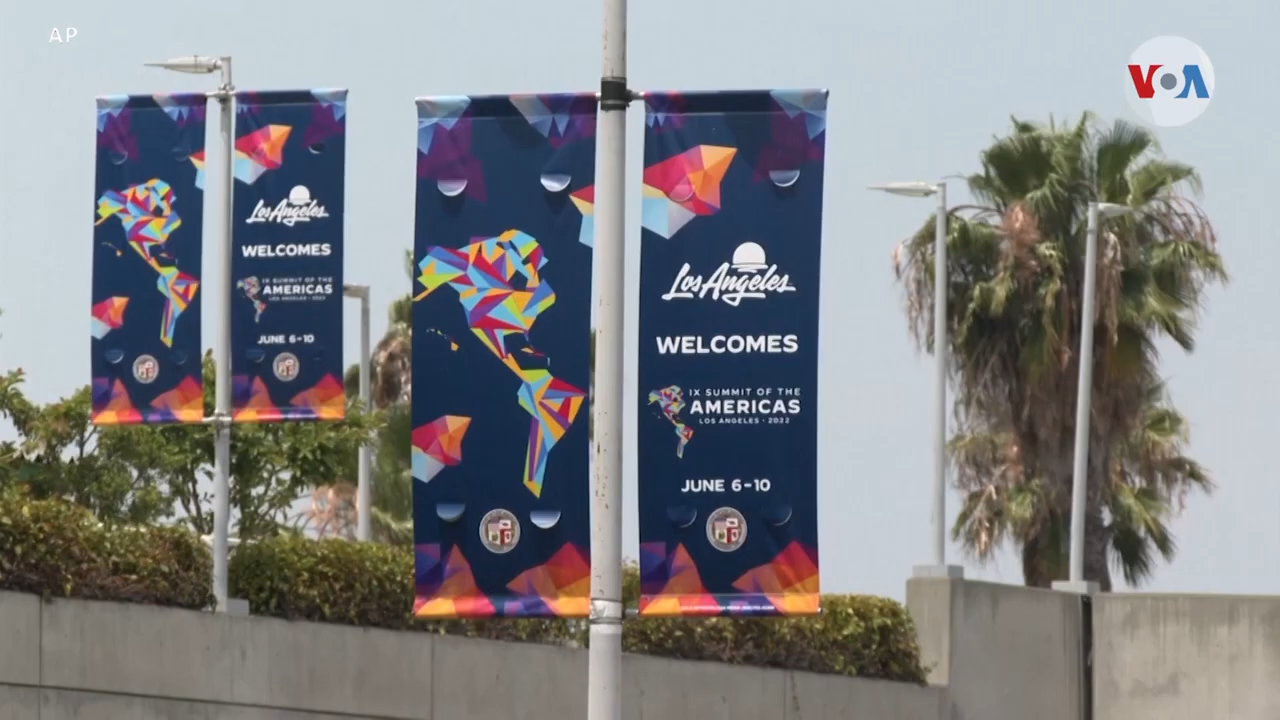 AP
VOA
Los Angeles
WELCOMES
IX SUMMIT OF THE
AMERICAS
LOS ANGELES - 2022
JUNE 6-10
Los Angeles
WELCOMES
IX SUMMIT OF THE
AMERICAS
LOS ANGELES - 2022
JUNE 6-10